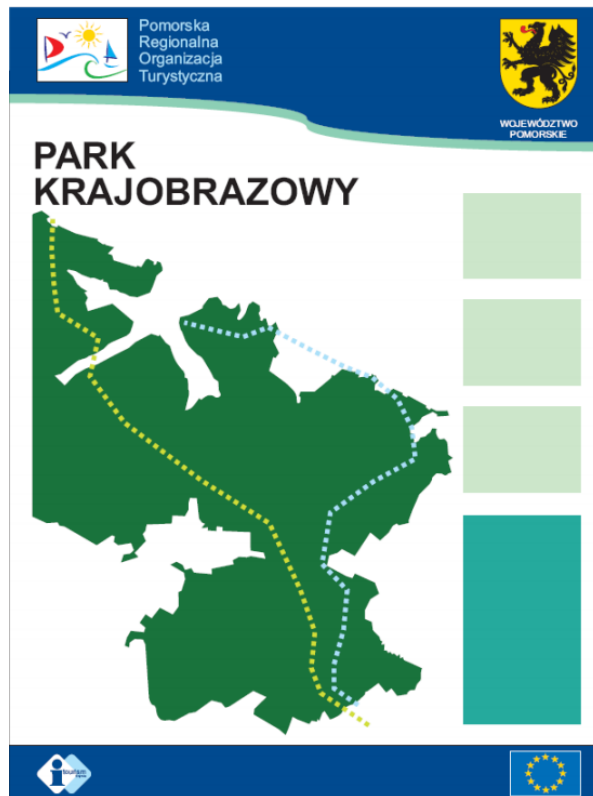 Pomorska
Regionalna
Organizacja
Turystyczna
WOJEWÓDZTWO
POMORSKIE
PARK
KRAJOBRAZOWY